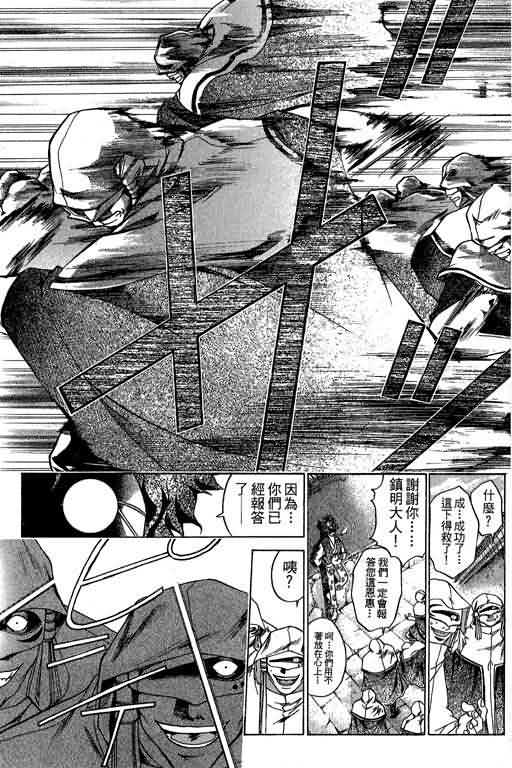 什麼?
成…成功了…
這下得救了!
謝謝你…
鎮明大人!
我們一定會報
答您這恩惠…
呵…你們用不
著放在心上!
因為…
你們已
經報答
了…
咦?